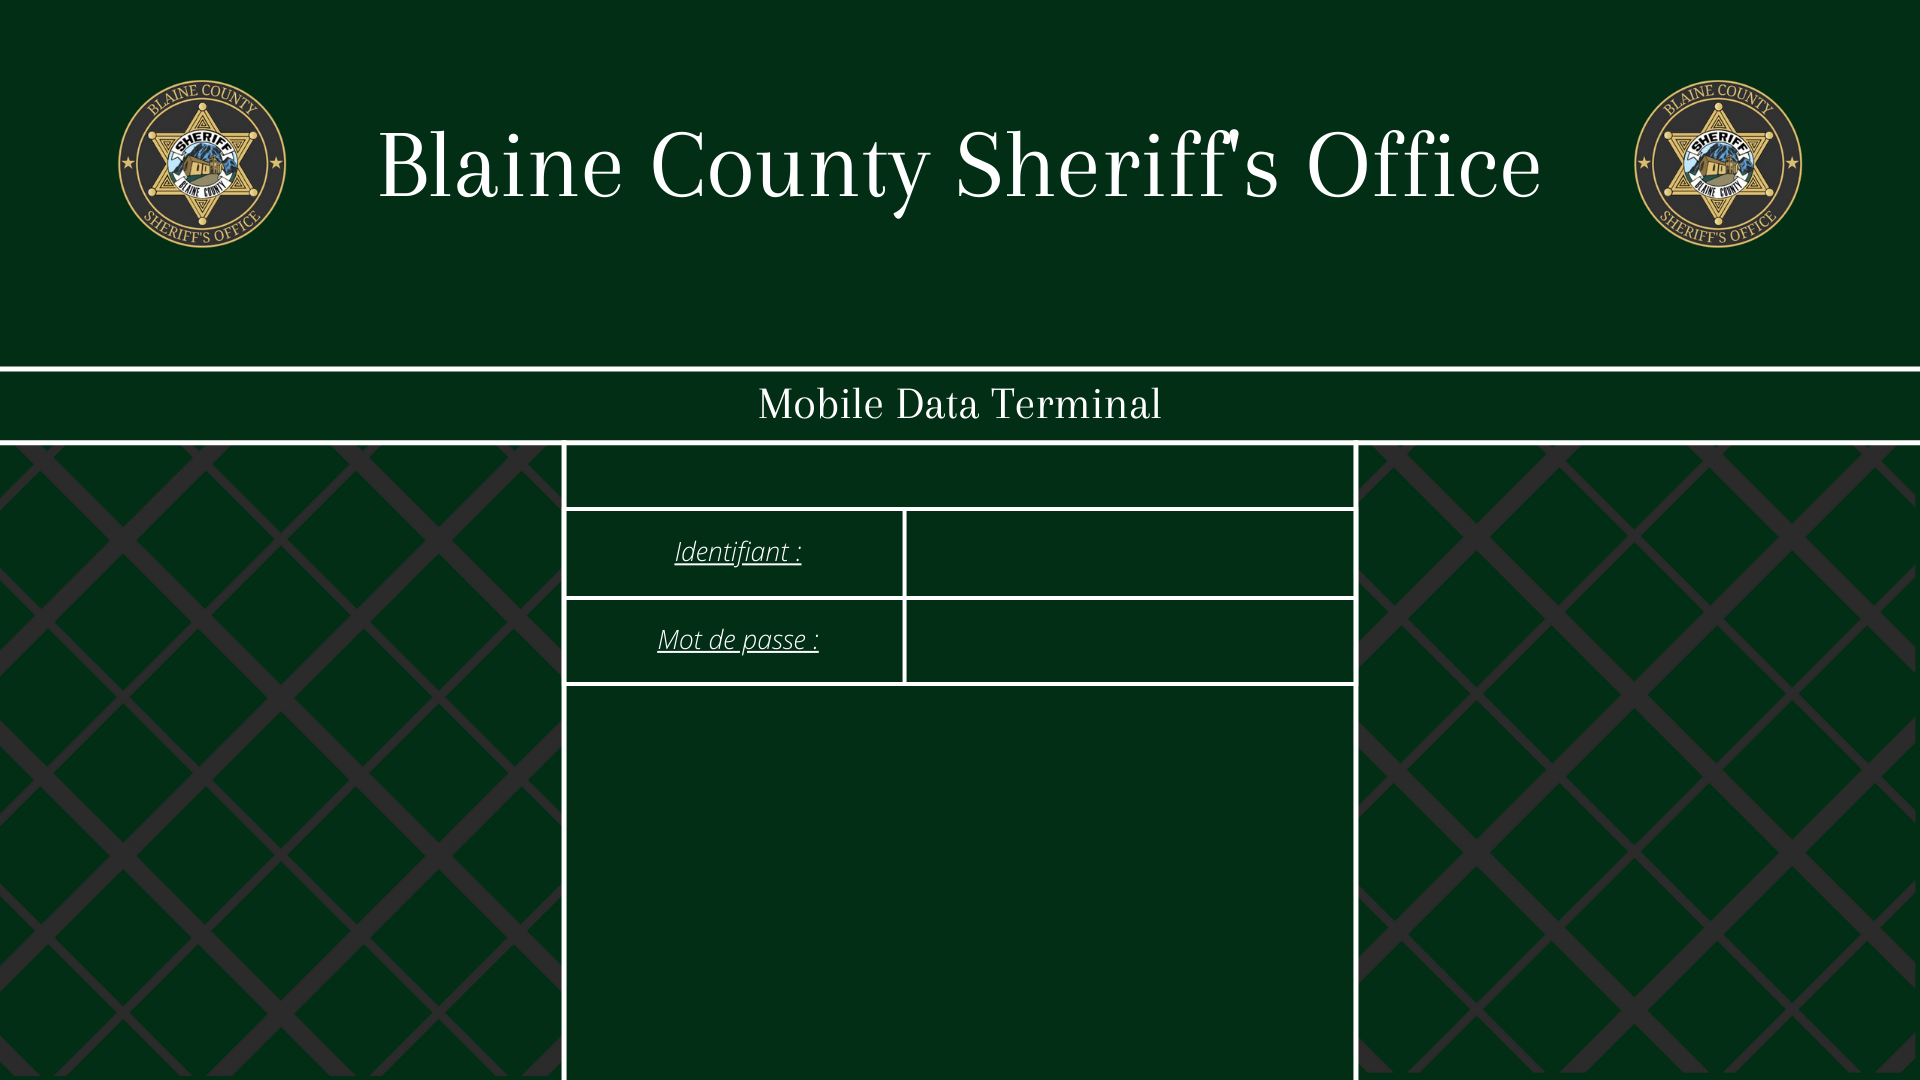 BLAINE COUNTY
SHERIFF
BLAINE COUNTY
SHERIFF'S OFFICE
Blaine County Sheriff's Office
BLAINE COUNTY
SHERIFF
BLAINE COUNTY
SHERIFF'S OFFICE
Mobile Data Terminal
Identifiant :
Mot de passe :